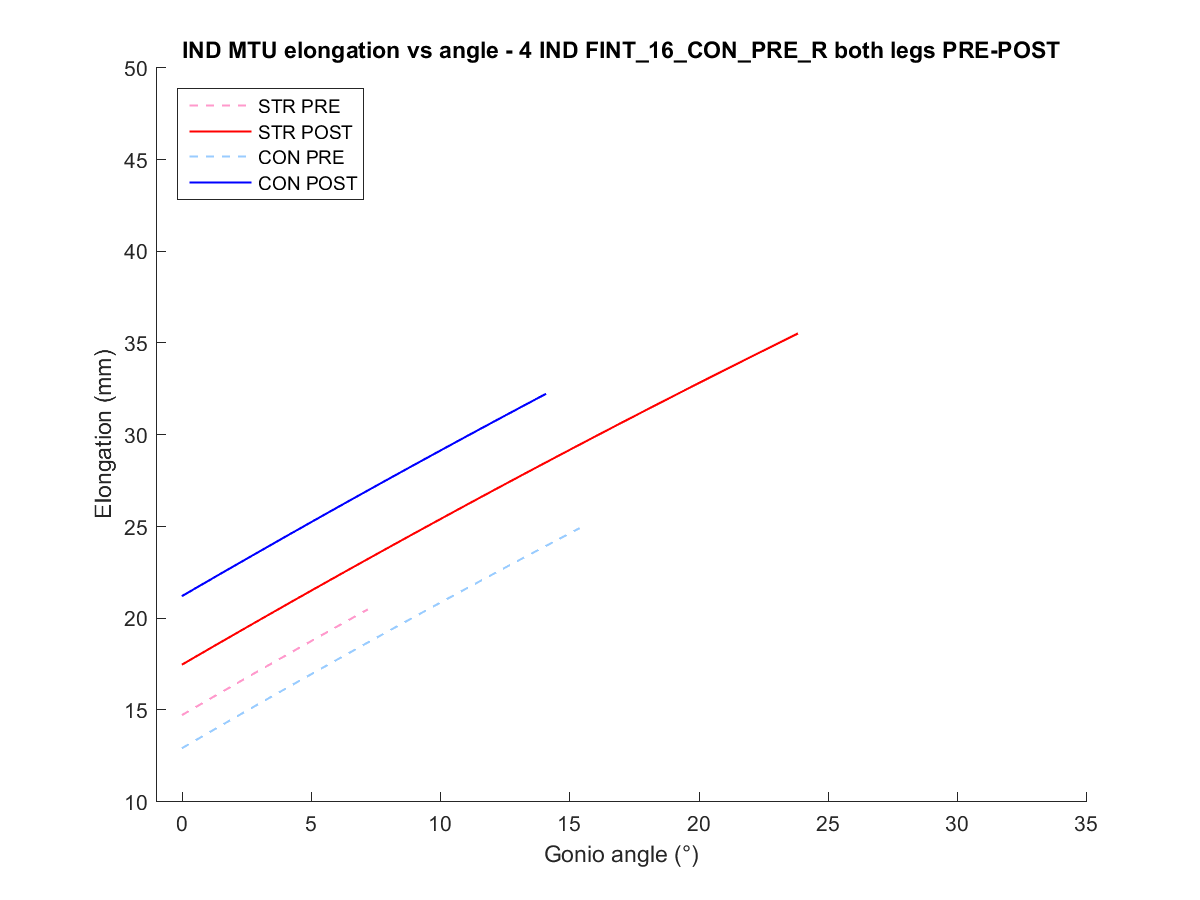 IND MTU elongation vs angle - 4 IND FINT_16_CON_PRE_R both legs PRE-POST
50
45
40
35
30
25
20
15
10
Elongation (mm)
STR PRE
STR POST
CON PRE
CON POST
0 5 10 15 20 25 30 35
Gonio angle (°)